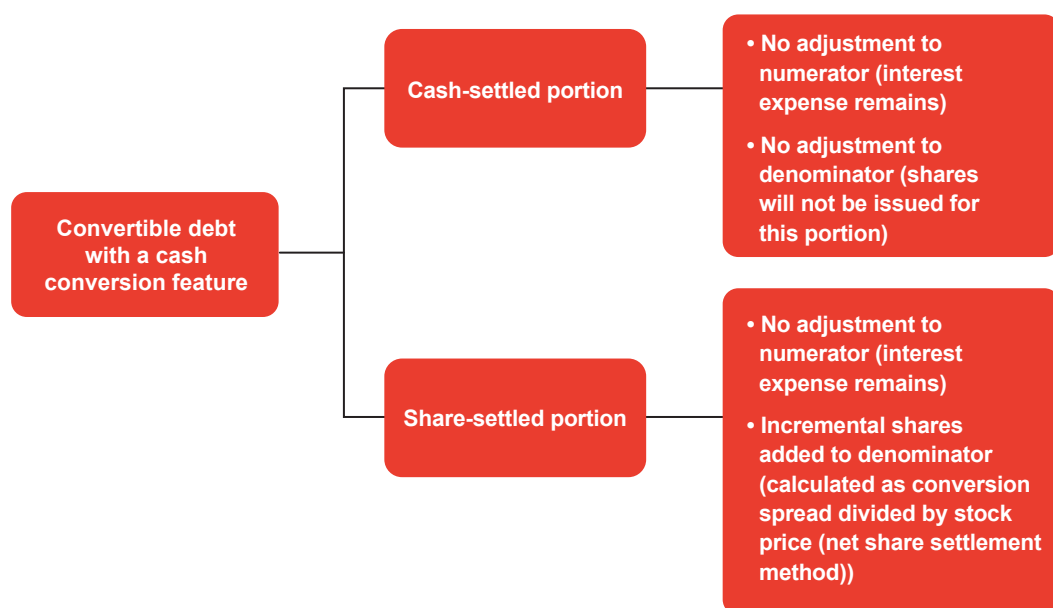 Convertible debt
with a cash
conversion feature
Cash-settled portion
• No adjustment to
numerator (interest
expense remains)
• No adjustment to
denominator (shares
will not be issued for
this portion)
Share-settled portion
• No adjustment to
numerator (interest
expense remains)
• Incremental shares
added to denominator
(calculated as conversion
spread divided by stock
price (net share settlement
method))